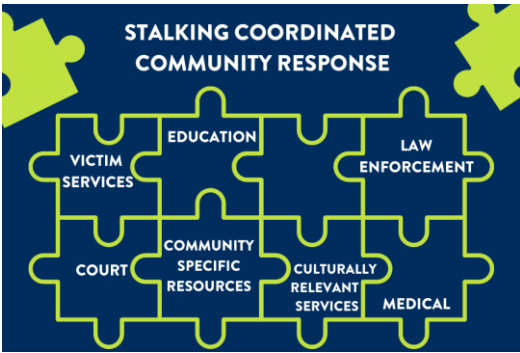 STALKING COORDINATED
COMMUNITY RESPONSE
VICTIM
SERVICES
EDUCATION
LAW
ENFORCEMENT
COURT
COMMUNITY
SPECIFIC
RESOURCES
CULTURALLY
RELEVANT
SERVICES
MEDICAL